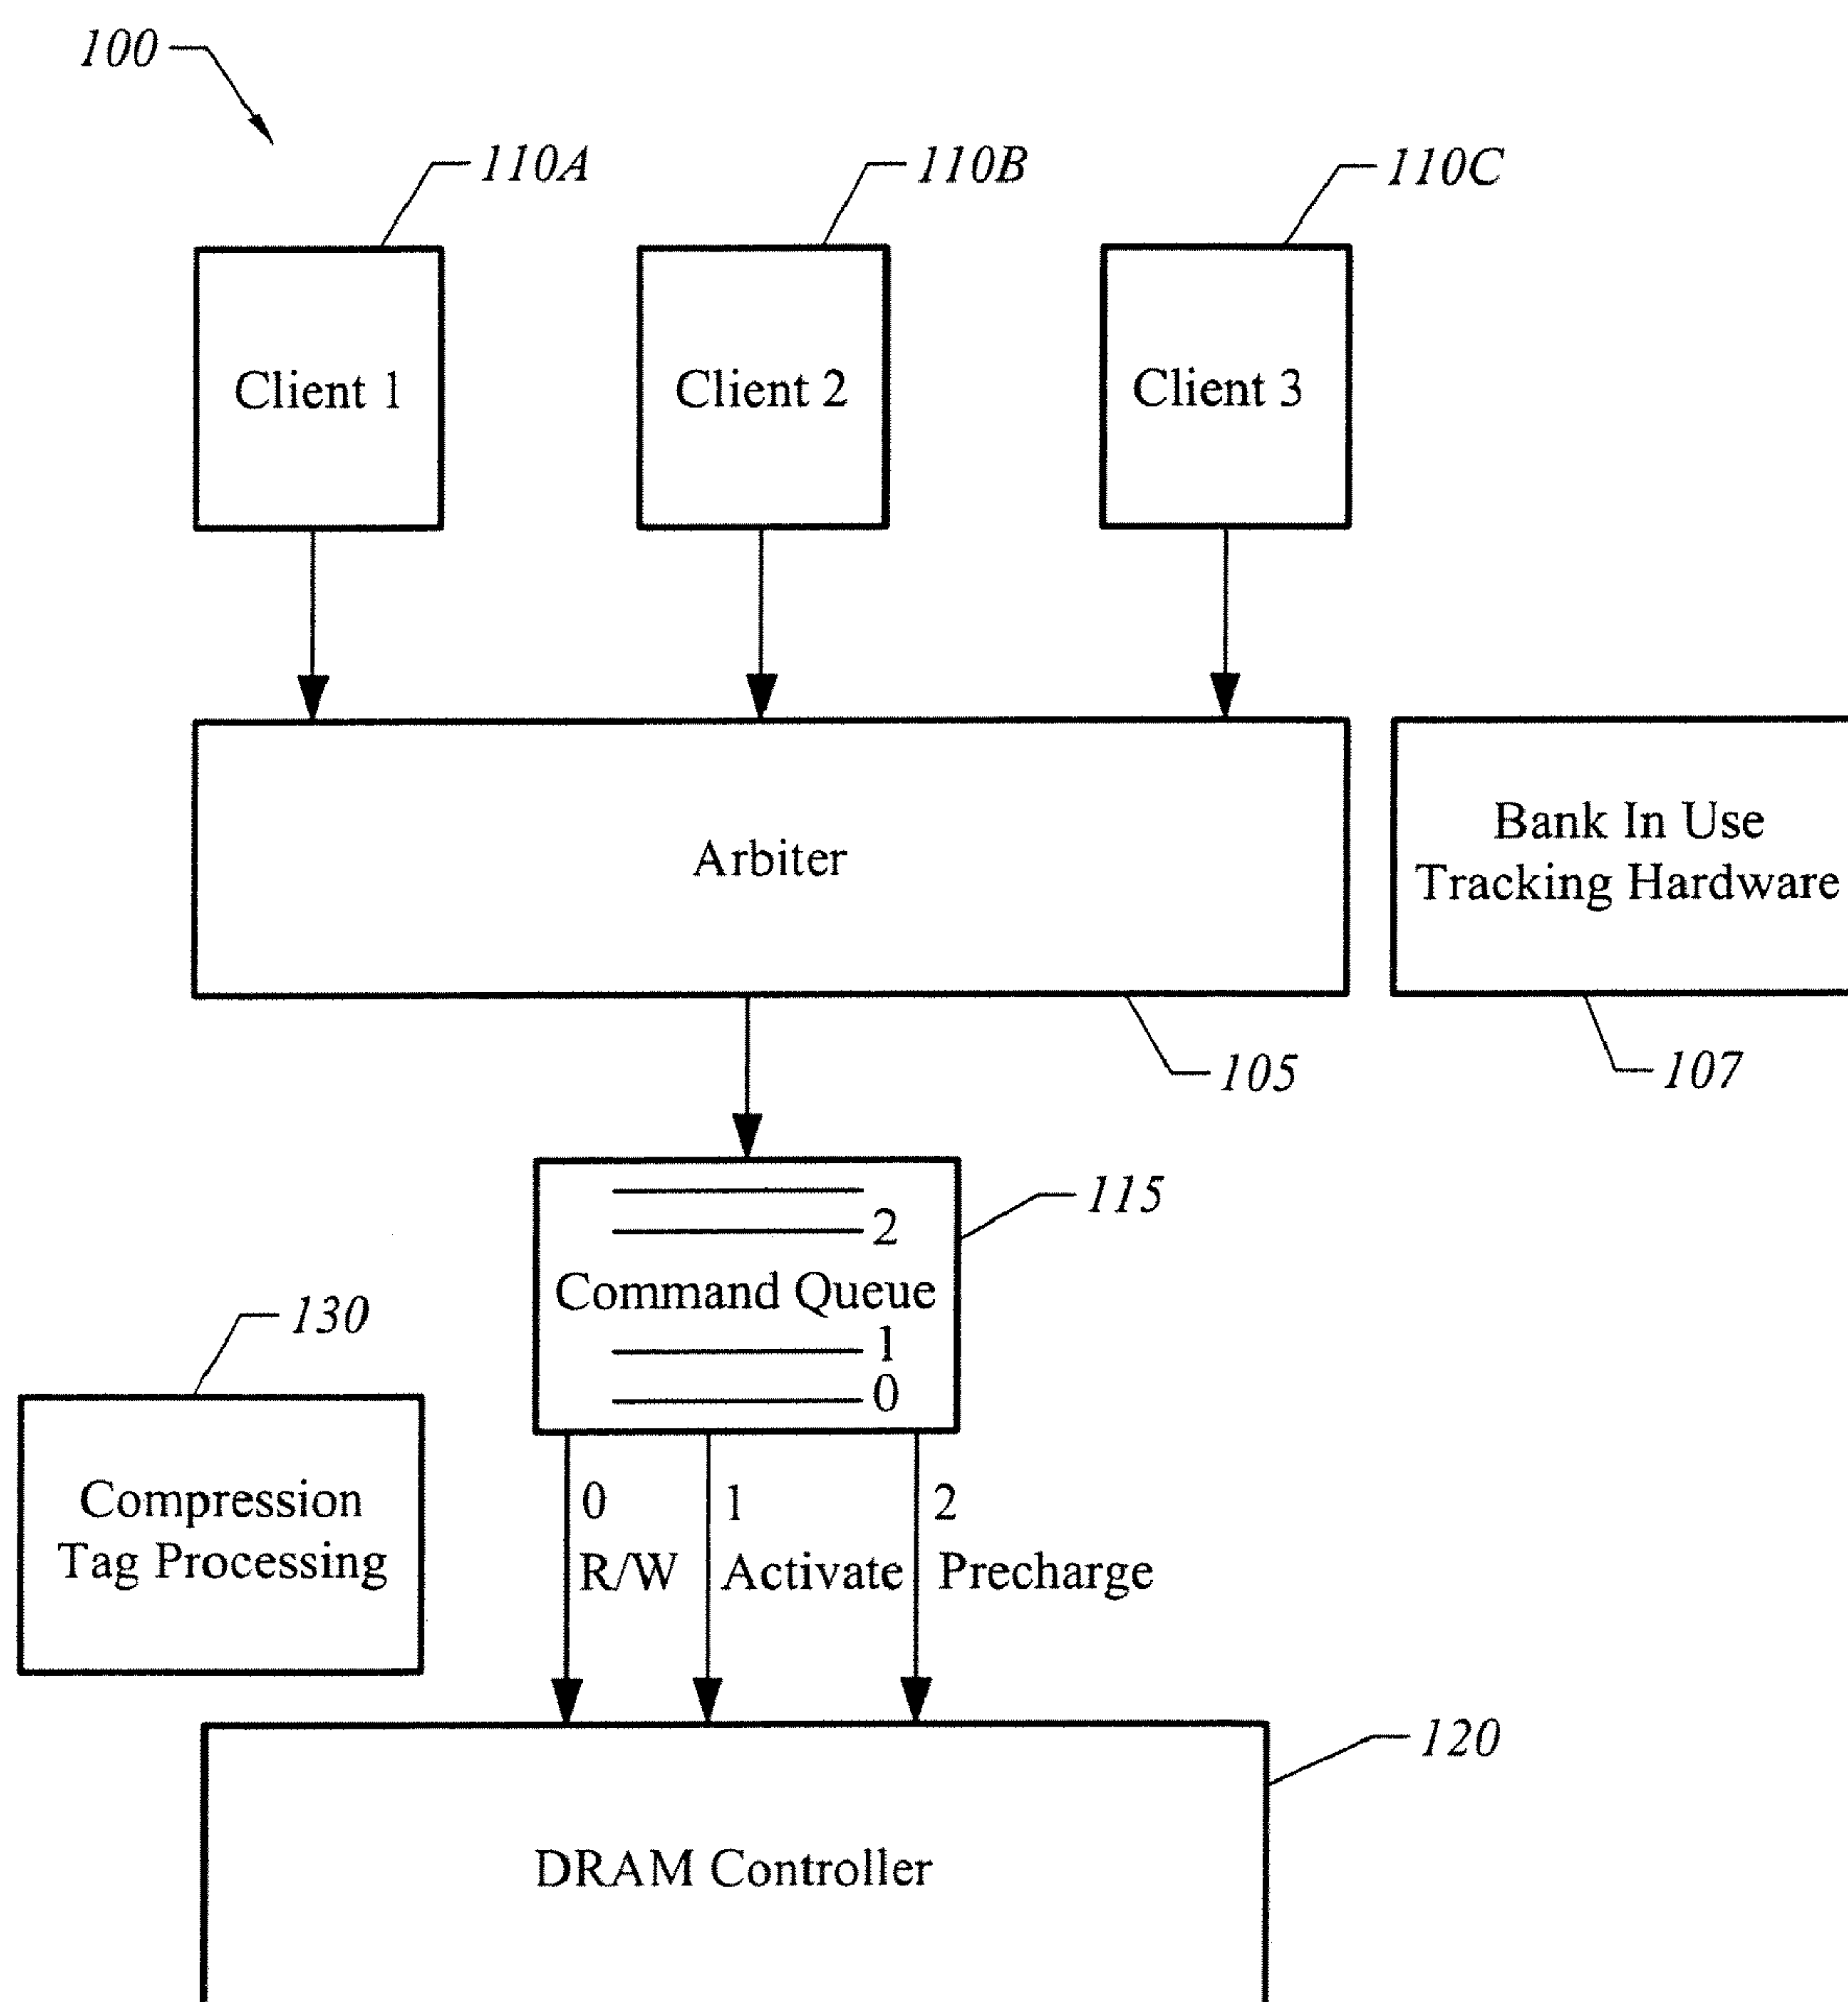 100
110A
110B
110C
Client 1
Client 2
Client 3
Arbiter
Bank In Use
Tracking Hardware
105
107
115
2
Command Queue
1
0
130
Compression
Tag Processing
0
1
2
R/W
Activate
Precharge
120
DRAM Controller